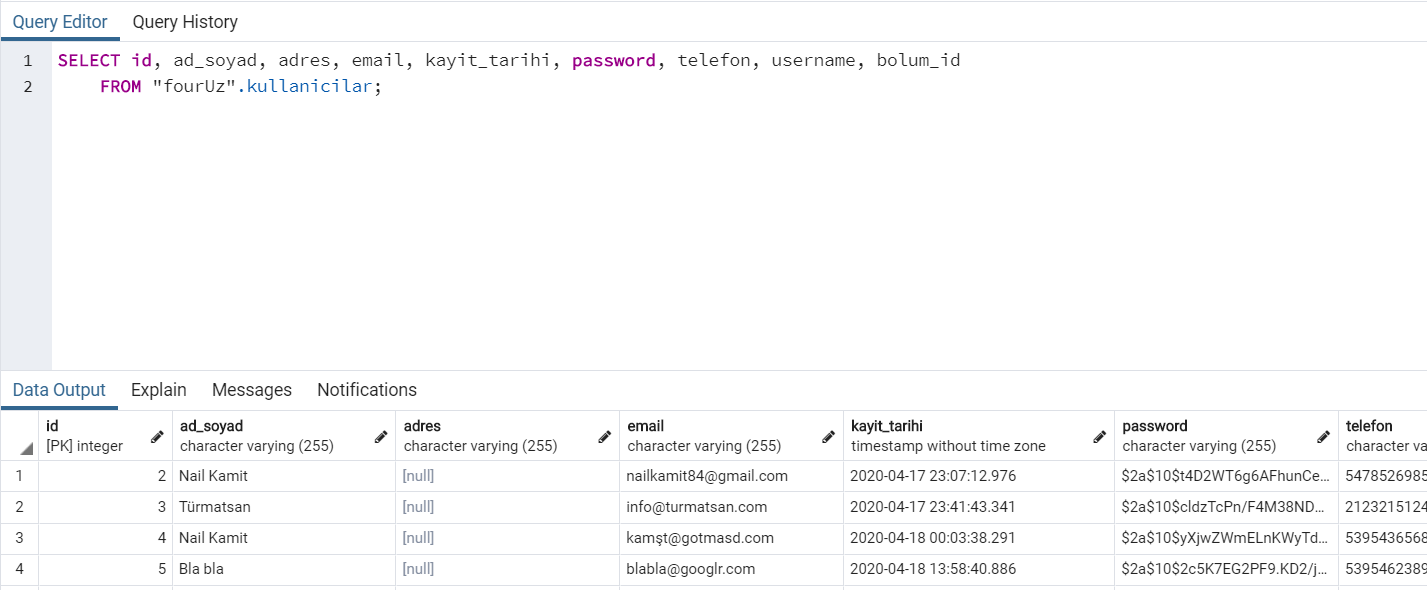 Query Editor Query History
1 SELECT id, ad_soyad, adres, email, kayit_tarihi, password, telefon, username, bolum_id
2 FROM "fourUz".kullanicilar;
Data Output Explain Messages Notifications
id ad_soyad adres email kayit_tarihi password telefon
[PK] integer character varying (255) character varying (255) character varying (255) timestamp without time zone character varying (255) character va
1 2 Nail Kamit [null] nailkamit84@gmail.com 2020-04-17 23:07:12.976 $2a$10$t4D2WT6g6AFhunCe... 5478526985
2 3 Türmatsan [null] info@turmatsan.com 2020-04-17 23:41:43.341 $2a$10$cldzTcPn/F4M38ND... 2123215124
3 4 Nail Kamit [null] kamşt@gotmasd.com 2020-04-18 00:03:38.291 $2a$10$yXjwZWmELnKWyTd... 5395436568
4 5 Bla bla [null] blabla@googlr.com 2020-04-18 13:58:40.886 $2a$10$2c5K7EG2PF9.KD2/j... 5395462389